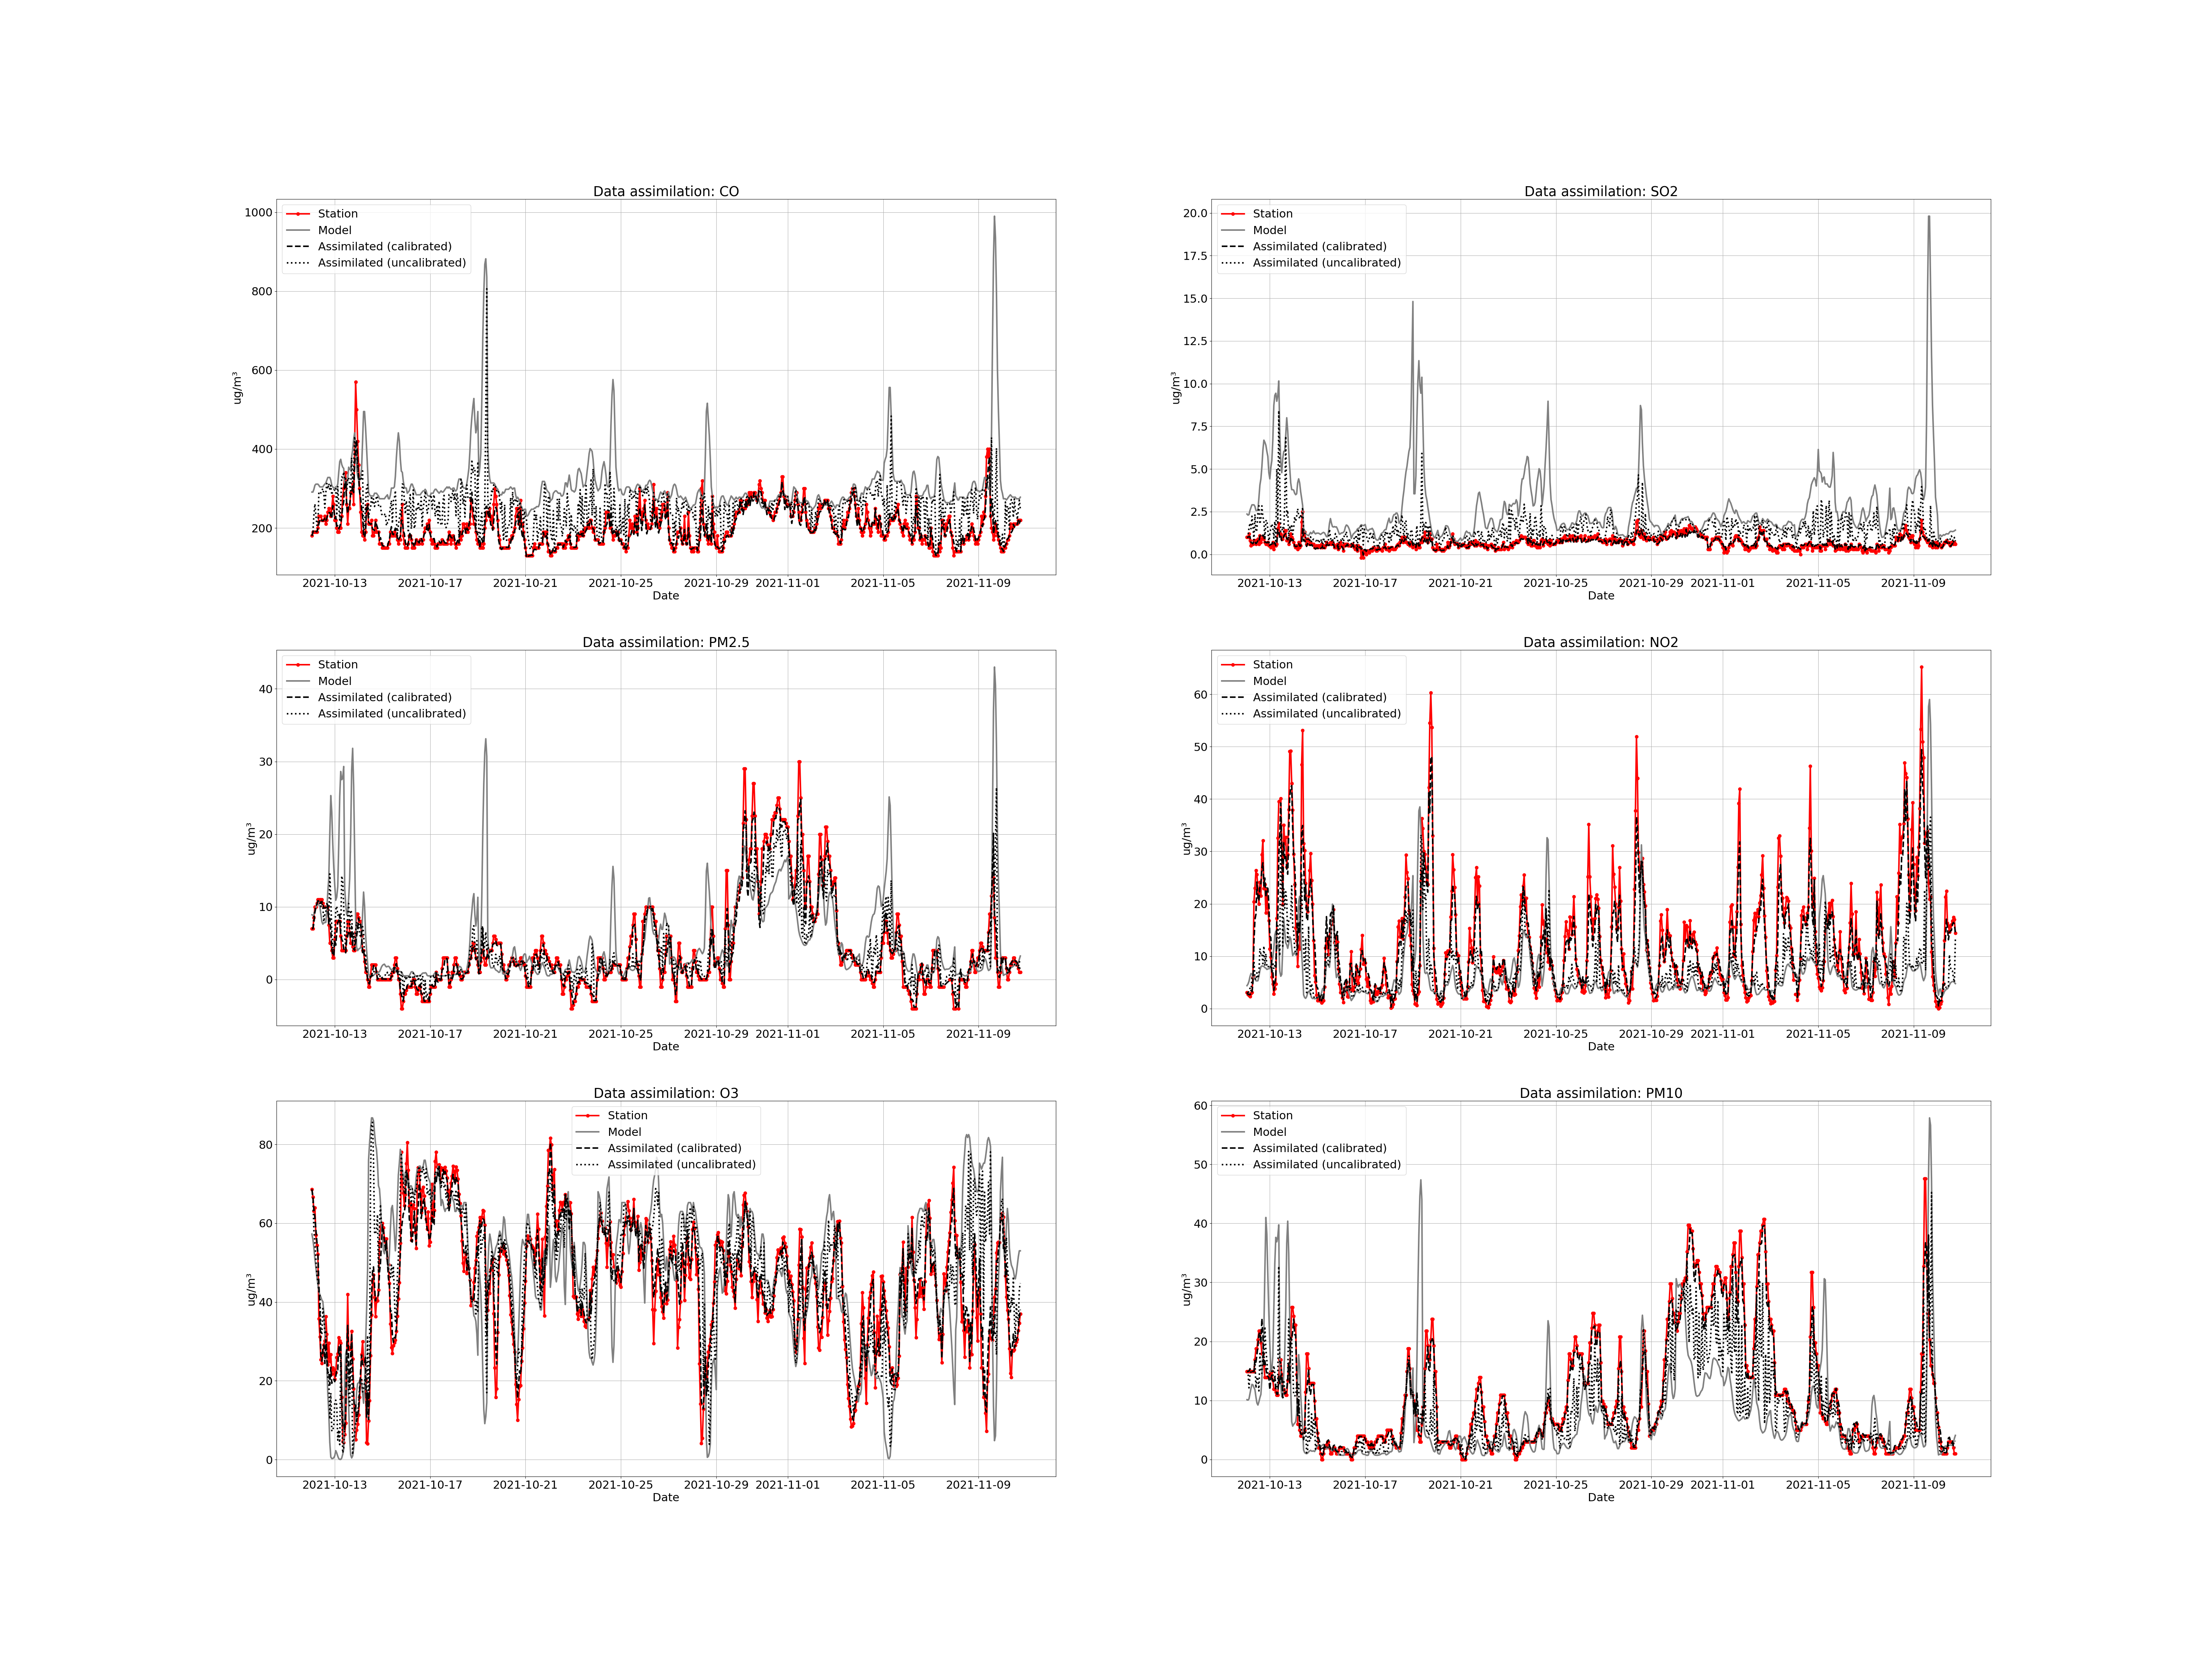 Data assimilation: CO
1000
800
600
400
200
ug/m³
Station
Model
Assimilated (calibrated)
Assimilated (uncalibrated)
2021-10-13 2021-10-17 2021-10-21 2021-10-25 2021-10-29 2021-11-01 2021-11-05 2021-11-09
Date
Data assimilation: SO2
20.0
17.5
15.0
12.5
10.0
7.5
5.0
2.5
0.0
ug/m³
Station
Model
Assimilated (calibrated)
Assimilated (uncalibrated)
2021-10-13 2021-10-17 2021-10-21 2021-10-25 2021-10-29 2021-11-01 2021-11-05 2021-11-09
Date
Data assimilation: PM2.5
40
30
20
10
0
ug/m³
Station
Model
Assimilated (calibrated)
Assimilated (uncalibrated)
2021-10-13 2021-10-17 2021-10-21 2021-10-25 2021-10-29 2021-11-01 2021-11-05 2021-11-09
Date
Data assimilation: NO2
60
50
40
30
20
10
0
ug/m³
Station
Model
Assimilated (calibrated)
Assimilated (uncalibrated)
2021-10-13 2021-10-17 2021-10-21 2021-10-25 2021-10-29 2021-11-01 2021-11-05 2021-11-09
Date
Data assimilation: O3
80
60
40
20
0
ug/m³
Station
Model
Assimilated (calibrated)
Assimilated (uncalibrated)
2021-10-13 2021-10-17 2021-10-21 2021-10-25 2021-10-29 2021-11-01 2021-11-05 2021-11-09
Date
Data assimilation: PM10
60
50
40
30
20
10
0
ug/m³
Station
Model
Assimilated (calibrated)
Assimilated (uncalibrated)
2021-10-13 2021-10-17 2021-10-21 2021-10-25 2021-10-29 2021-11-01 2021-11-05 2021-11-09
Date